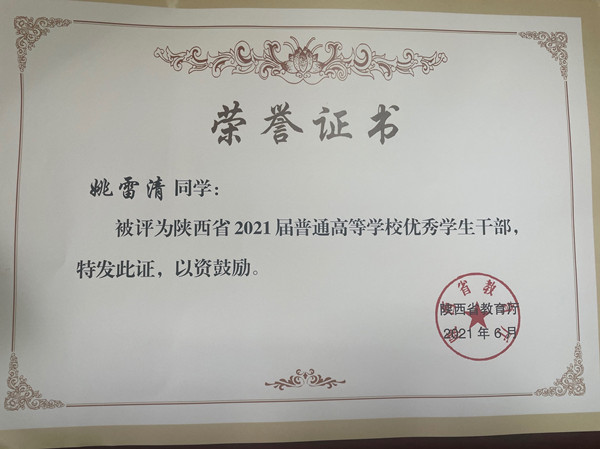 荣誉证书
姚雷清同学：
被评为陕西省2021届普通高等学校优秀学生干部，
特发此证，以资鼓励。
陕西省教育厅
2021年6月